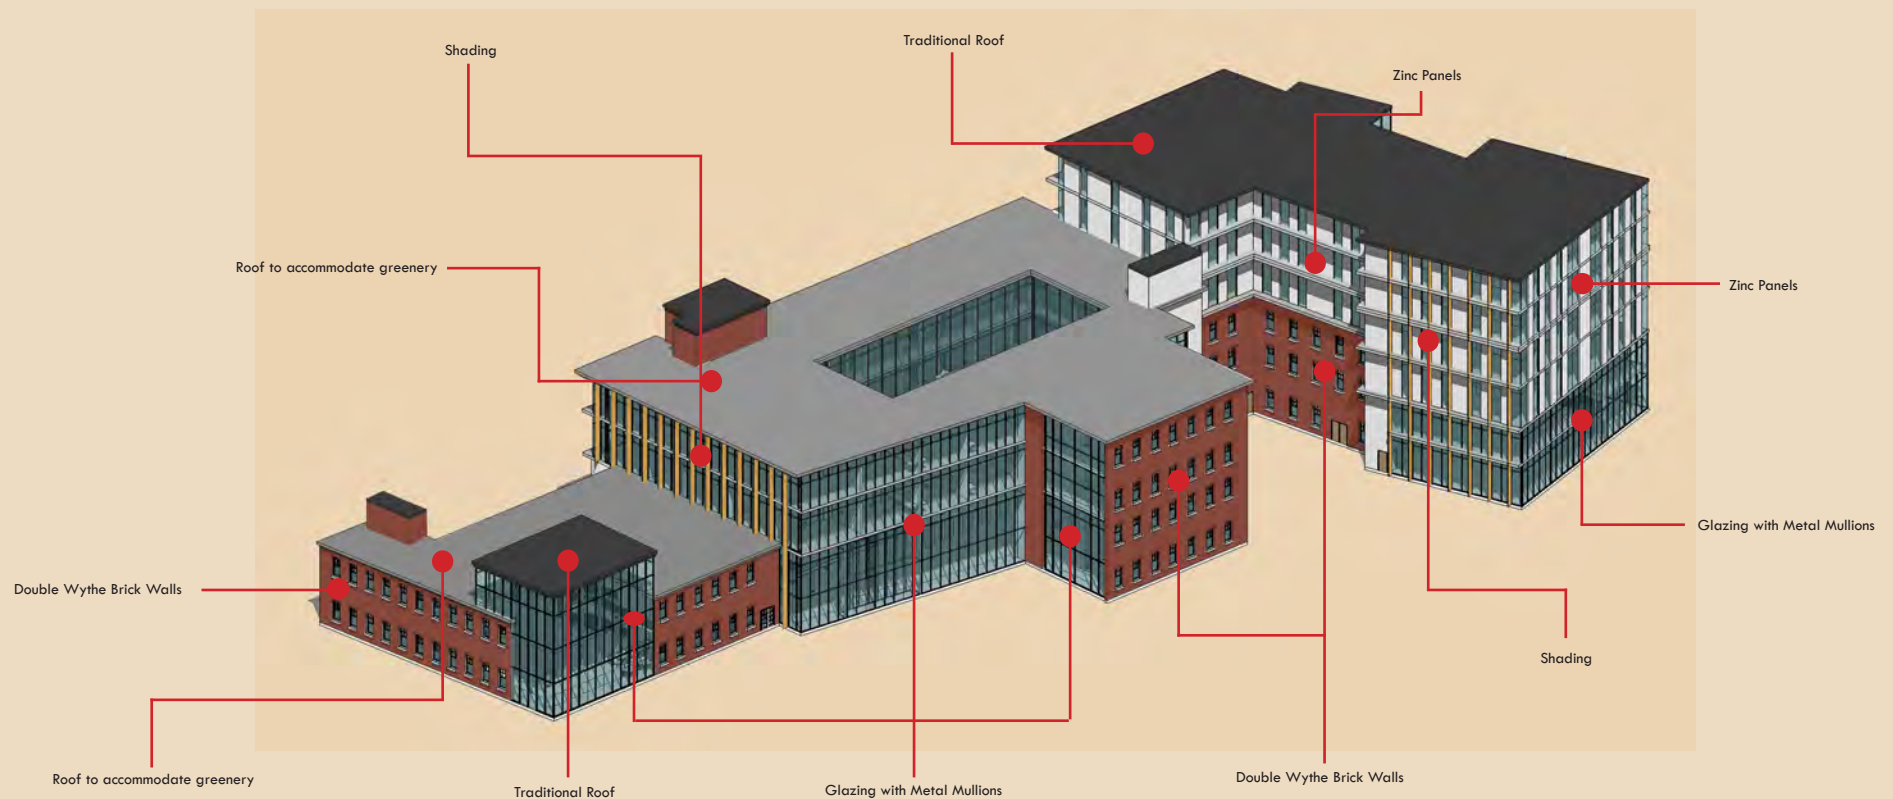 Traditional Roof
Shading
Zinc Panels
Roof to accommodate greenery
Zinc Panels
Glazing with Metal Mullions
Double Wythe Brick Walls
Shading
Roof to accommodate greenery
Traditional Roof
Glazing with Metal Mullions
Double Wythe Brick Walls